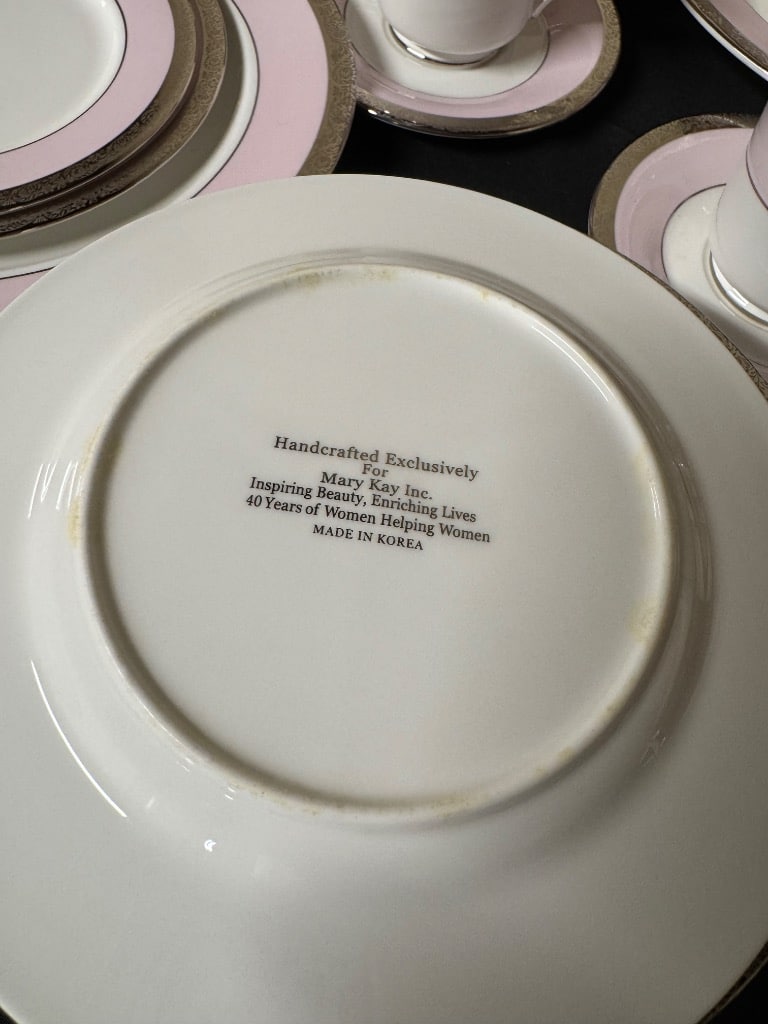 Handcrafted Exclusively
For
Mary Kay Inc.
Inspiring Beauty, Enriching Lives
40 Years of Women Helping Women
MADE IN KOREA